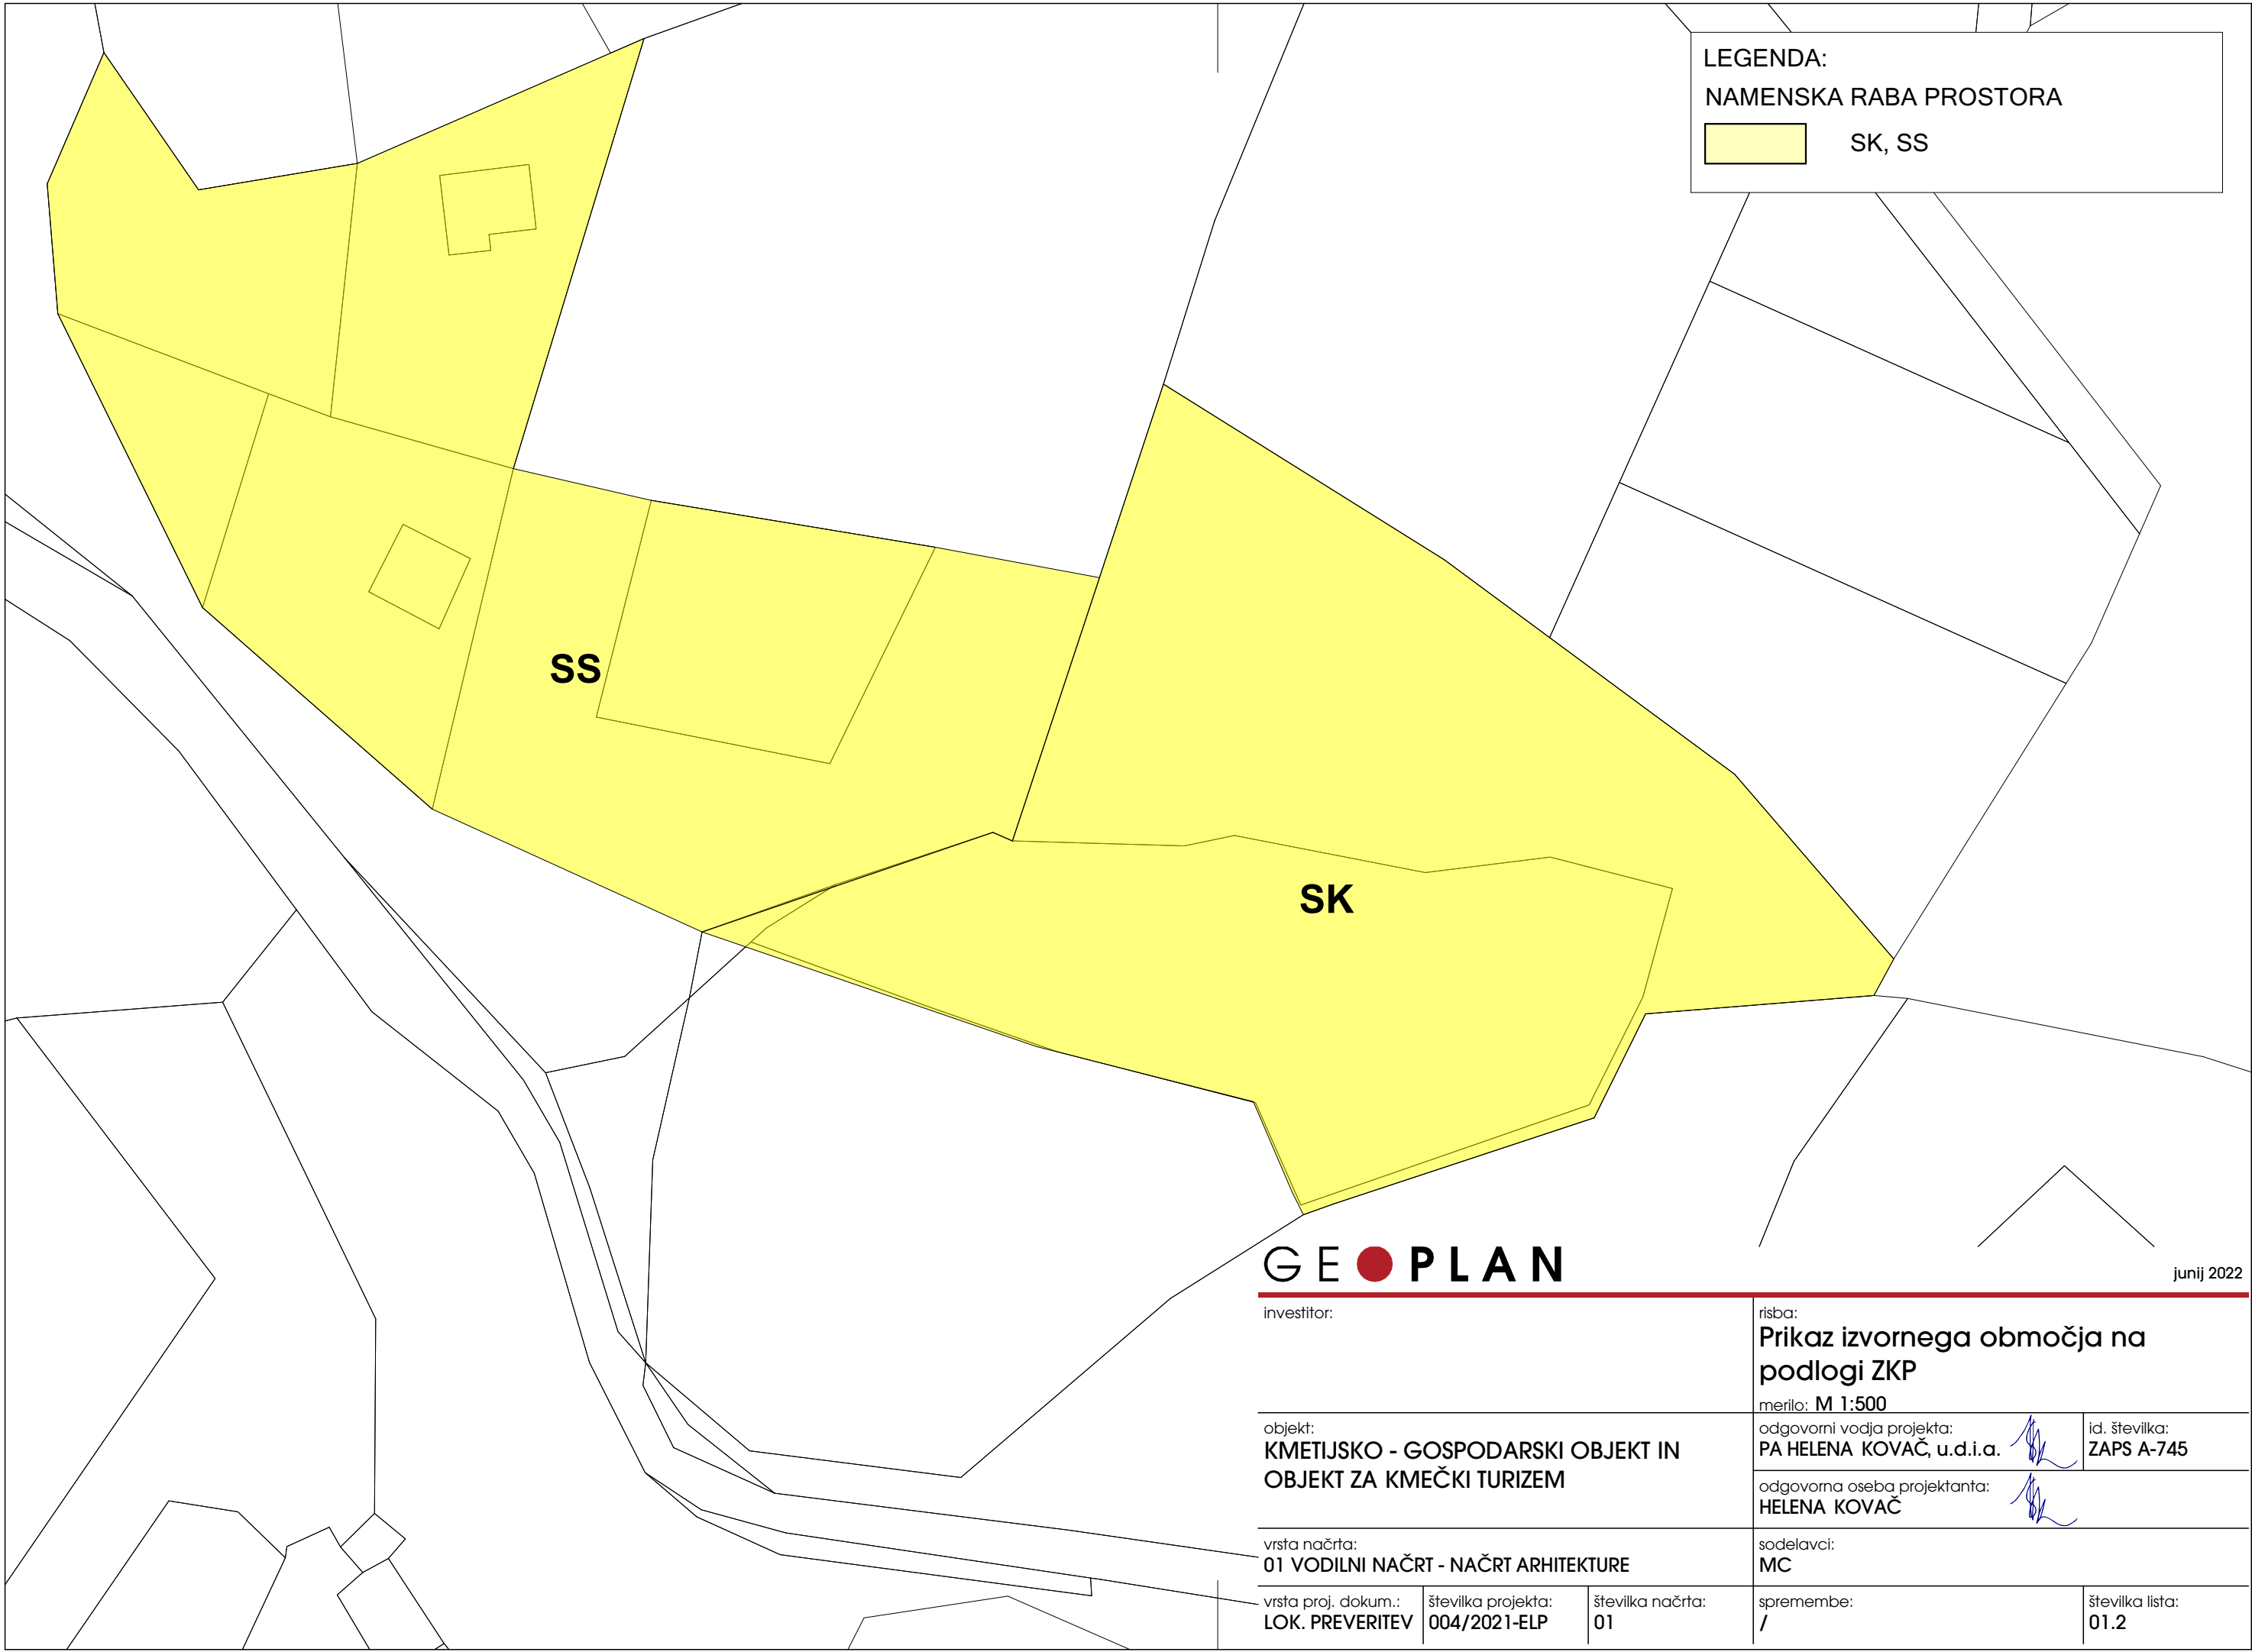 LEGENDA:
NAMENSKA RABA PROSTORA
SK, SS
SS
SK
GEOPLAN
junij 2022
investitor:
risba:
Prikaz izvornega območja na
podlogi ZKP
merilo: M 1:500
objekt:
KMETIJSKO - GOSPODARSKI OBJEKT IN
OBJEKT ZA KMEČKI TURIZEM
odgovorni vodja projekta:
PA HELENA KOVAČ, u.d.i.a.
id. številka:
ZAPS A-745
odgovorna oseba projektanta:
HELENA KOVAČ
vrsta načrta:
01 VODILNI NAČRT - NAČRT ARHITEKTURE
sodelavci:
MC
vrsta proj. dokum.:
LOK. PREVERITEV
številka projekta:
004/2021-ELP
številka načrta:
01
spremembe:
/
številka lista:
01.2